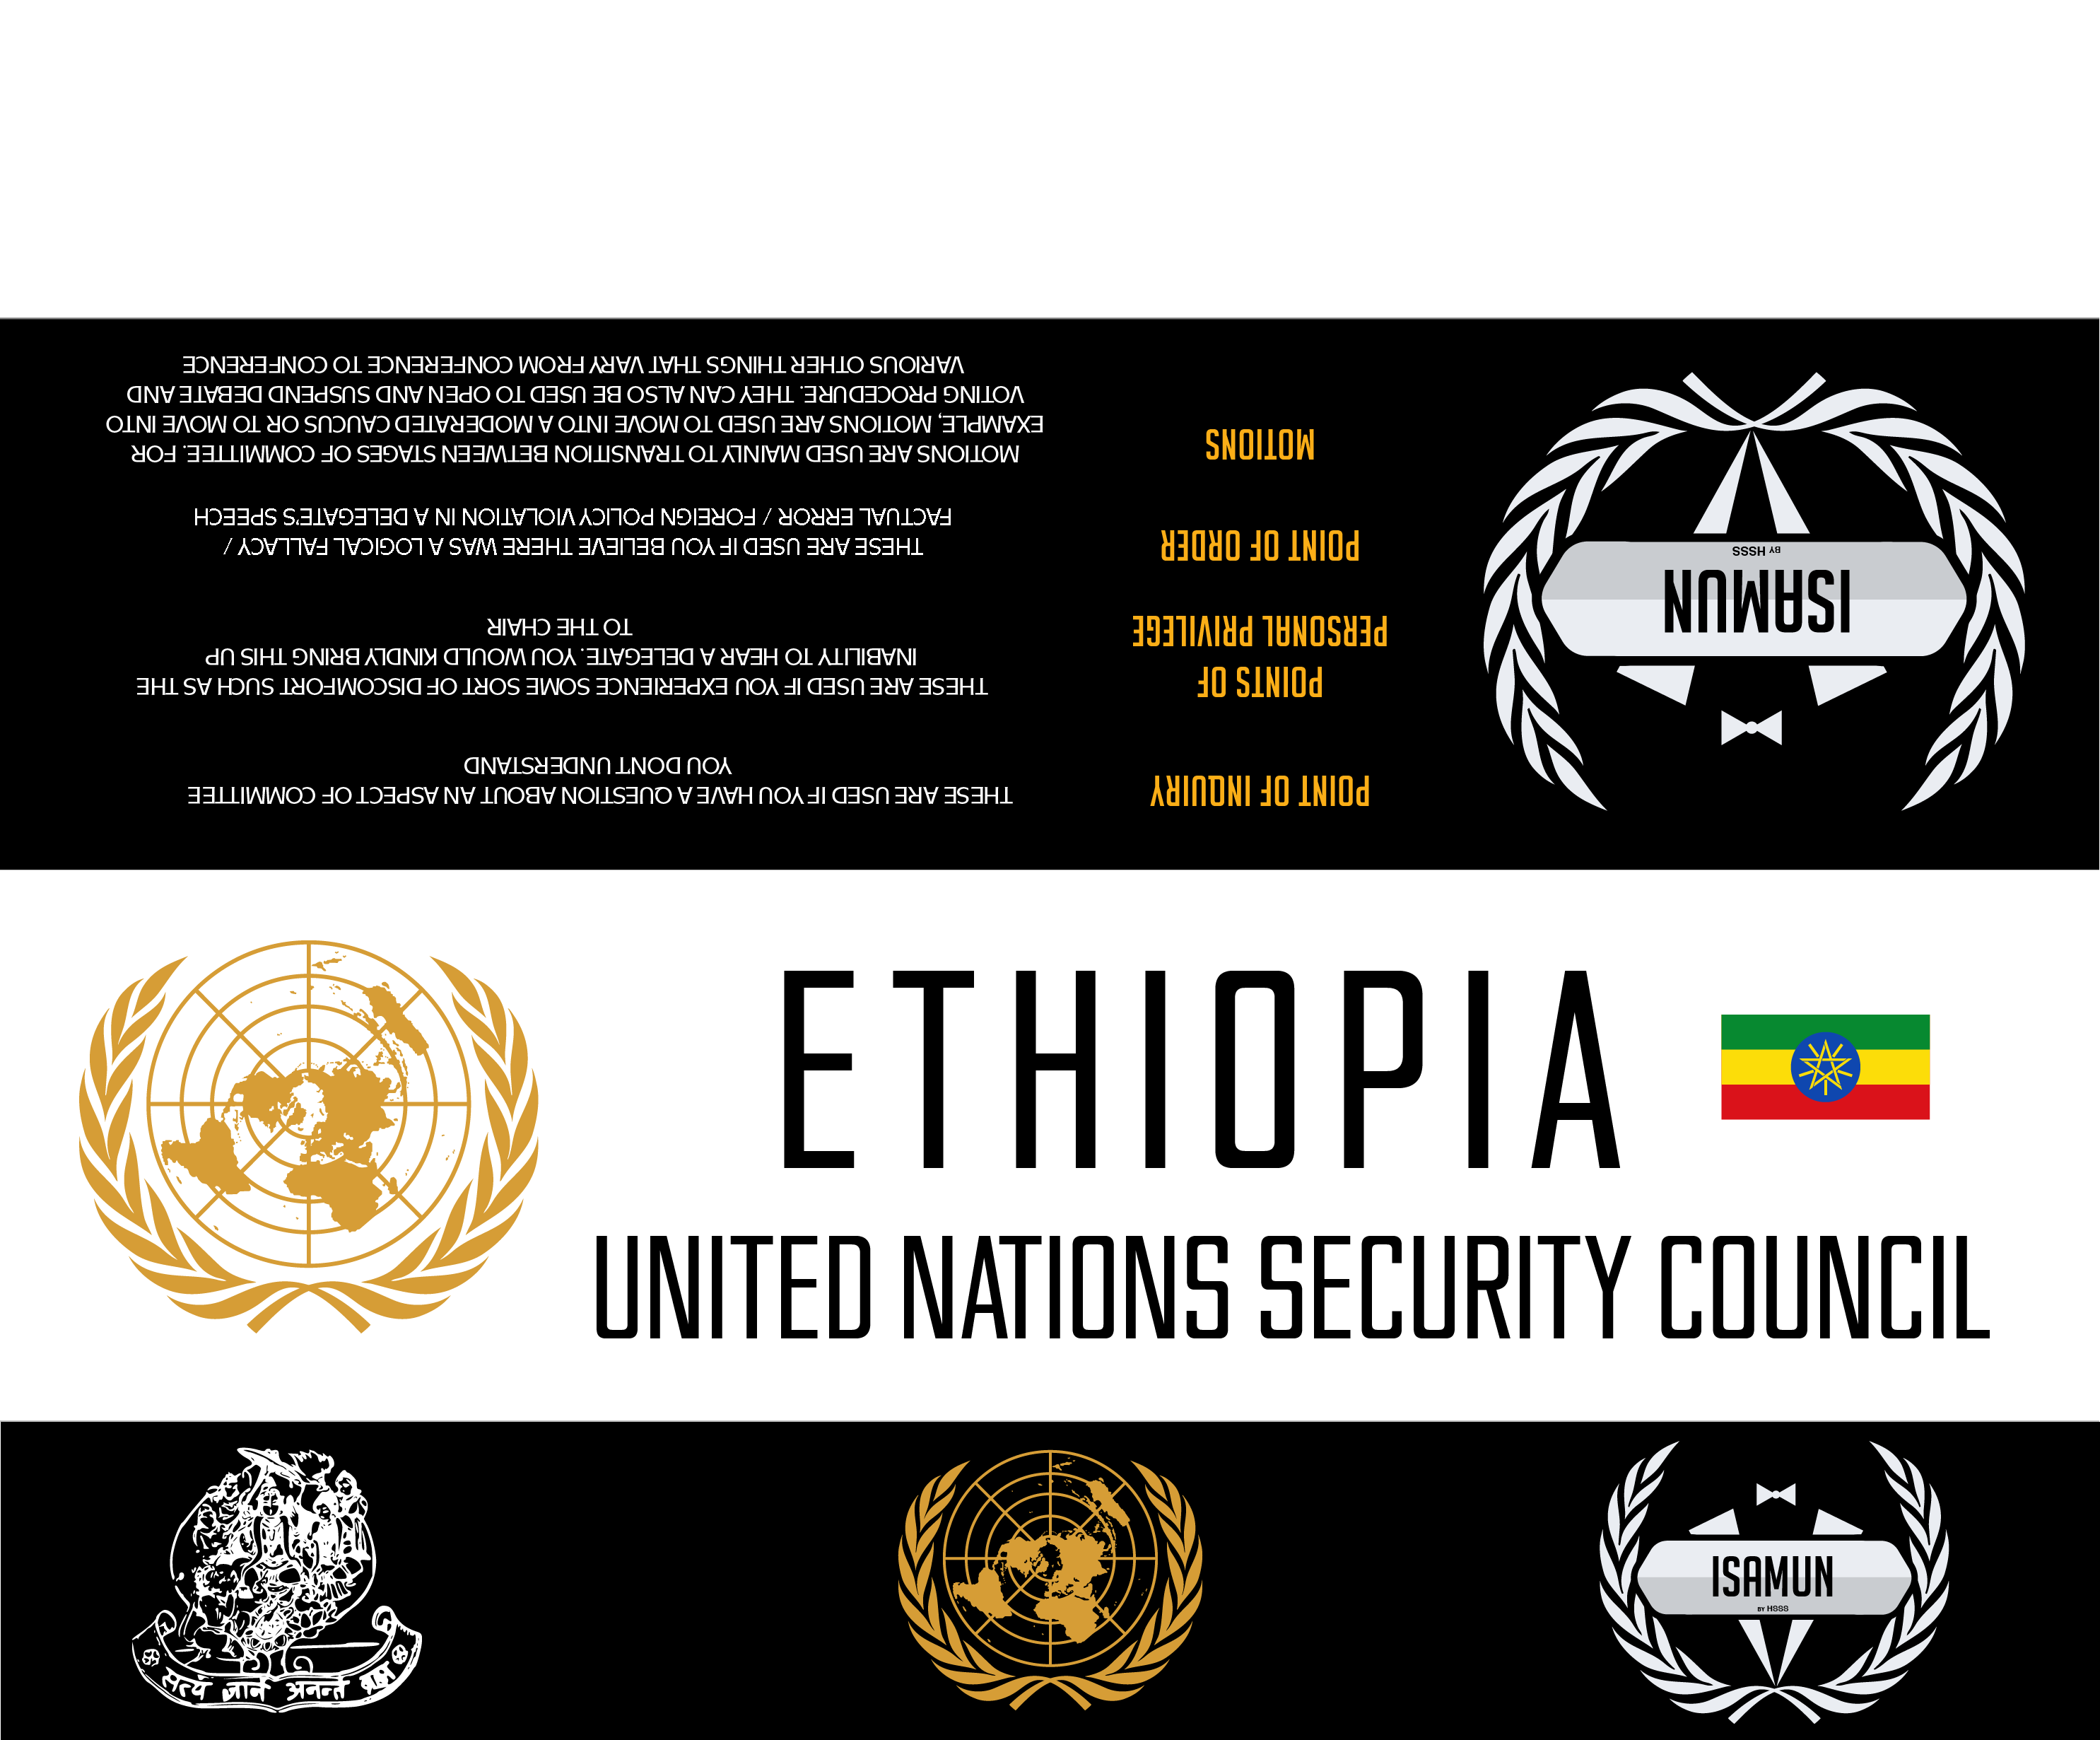 ISAMUN
BY HSSS
POINT OF INQUIRY
THESE ARE USED IF YOU HAVE A QUESTION ABOUT AN ASPECT OF COMMITTEE
YOU DON'T UNDERSTAND
POINTS OF
PERSONAL PRIVILEGE
THESE ARE USED IF YOU EXPERIENCE SOME SORT OF DISCOMFORT SUCH AS THE
INABILITY TO HEAR A DELEGATE. YOU WOULD KINDLY BRING THIS UP
TO THE CHAIR
POINT OF ORDER
THESE ARE USED IF YOU BELIEVE THERE WAS A LOGICAL FALLACY /
FACTUAL ERROR / FOREIGN POLICY VIOLATION IN A DELEGATE'S SPEECH
MOTIONS
MOTIONS ARE USED MAINLY TO TRANSITION BETWEEN STAGES OF COMMITTEE. FOR
EXAMPLE, MOTIONS ARE USED TO MOVE INTO A MODERATED CAUCUS OR TO MOVE INTO
VOTING PROCEDURE. THEY CAN ALSO BE USED TO OPEN AND SUSPEND DEBATE AND
VARIOUS OTHER THINGS THAT VARY FROM CONFERENCE TO CONFERENCE
ETHIOPIA
UNITED NATIONS SECURITY COUNCIL
सत्यं ज्ञानं अनन्तं ब्रह्म
ISAMUN
BY HSSS